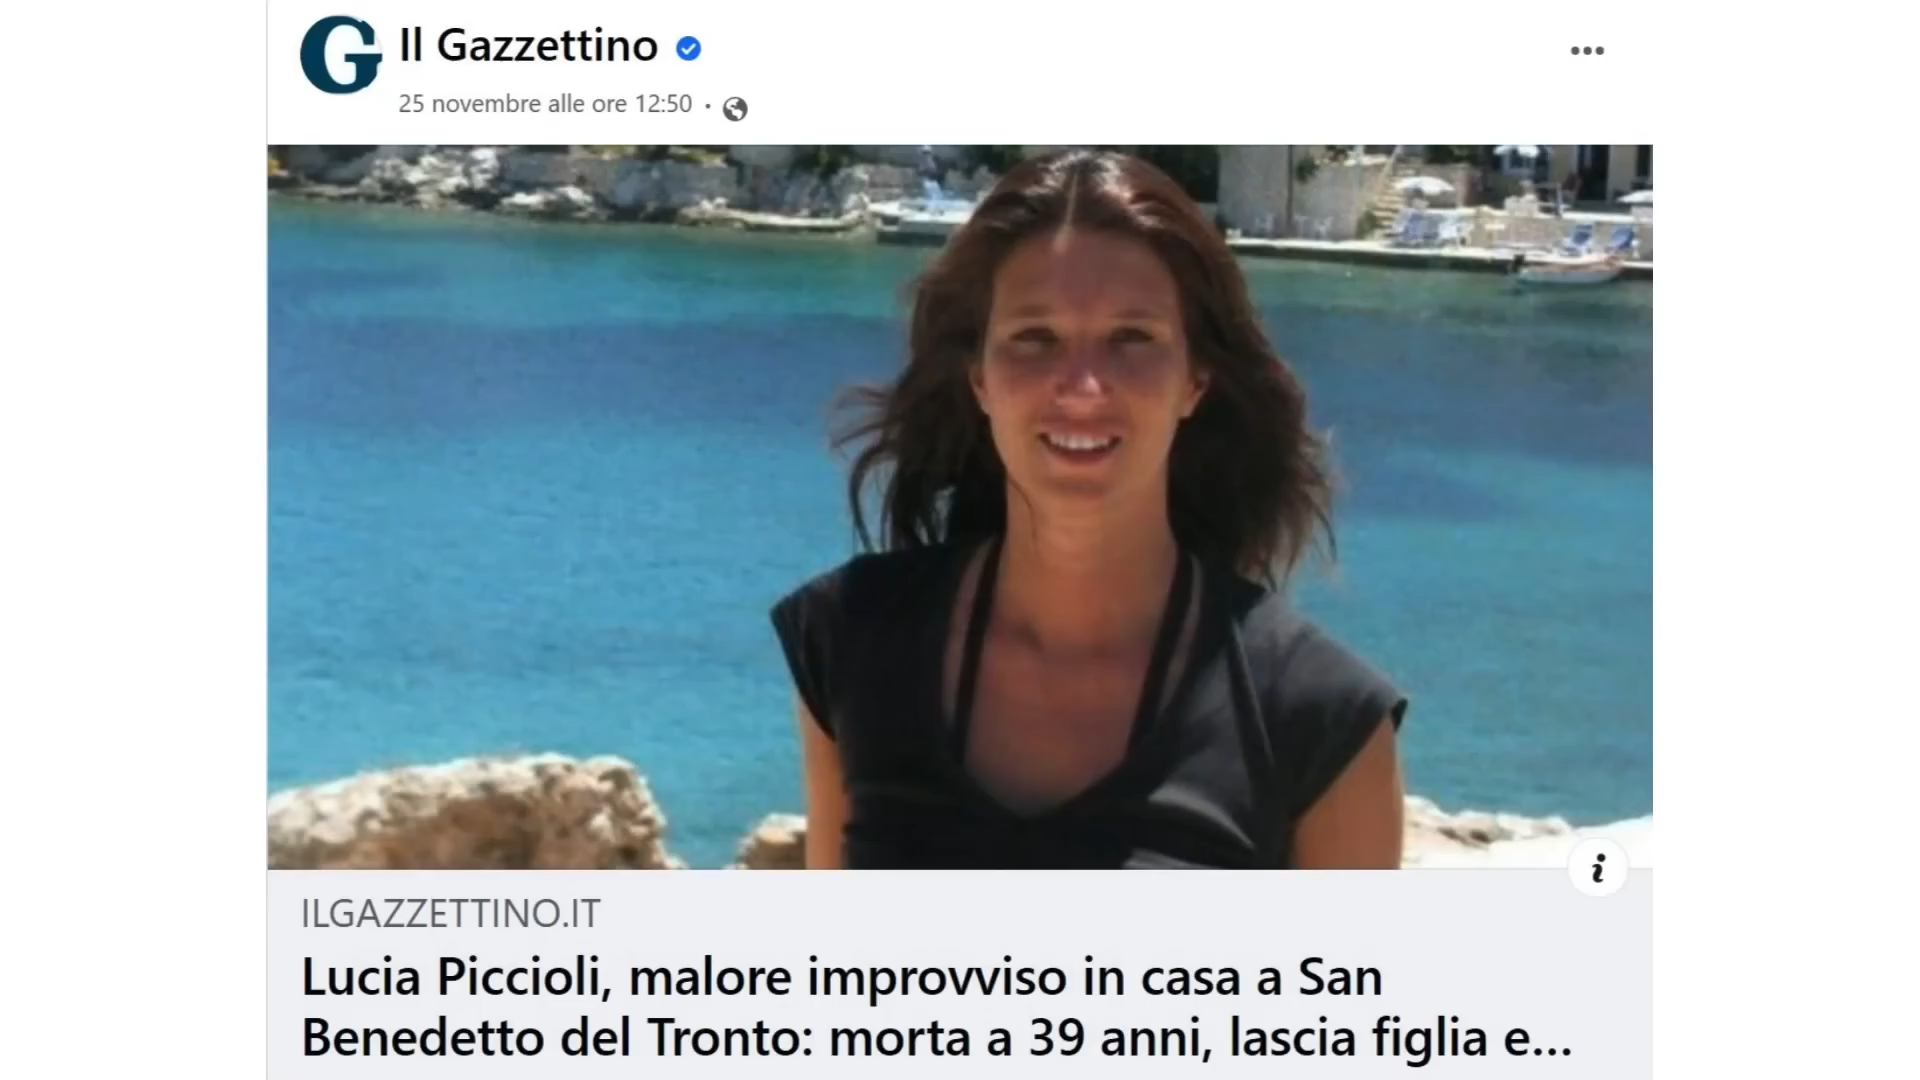 G
Il Gazzettino
25 novembre alle ore 12:50 ·
i
ILGAZZETTINO.IT
Lucia Piccioli, malore improvviso in casa a San
Benedetto del Tronto: morta a 39 anni, lascia figlia e...